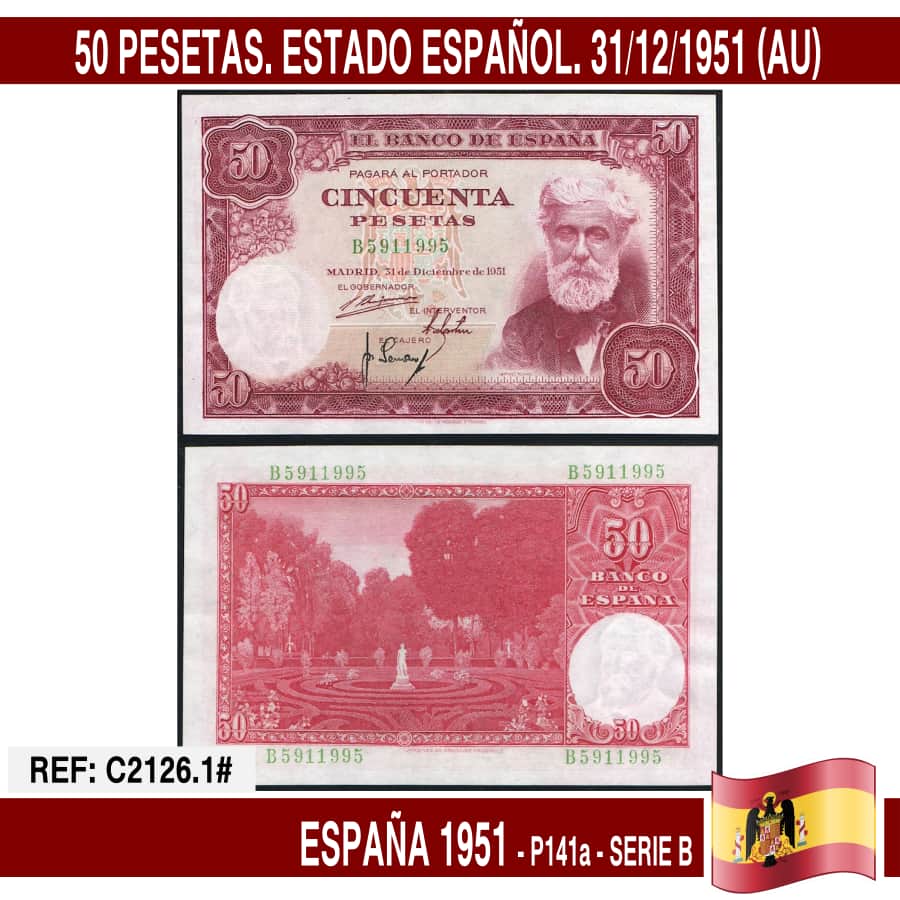 50 PESETAS. ESTADO ESPAÑOL. 31/12/1951 (AU)
50
50
EL BANCO DE ESPAÑA
PAGARÁ AL PORTADOR
CINCUENTA
PESETAS
B5911995
MADRID, 31 de Diciembre de 1951
EL GOBERNADOR
EL INTERVENTOR
EL CAJERO
50
50
B5911995
B5911995
50
50
BANCO
DE
ESPAÑA
50
50
B5911995
B5911995
REF: C2126.1#
ESPAÑA 1951 - P141a - SERIE B